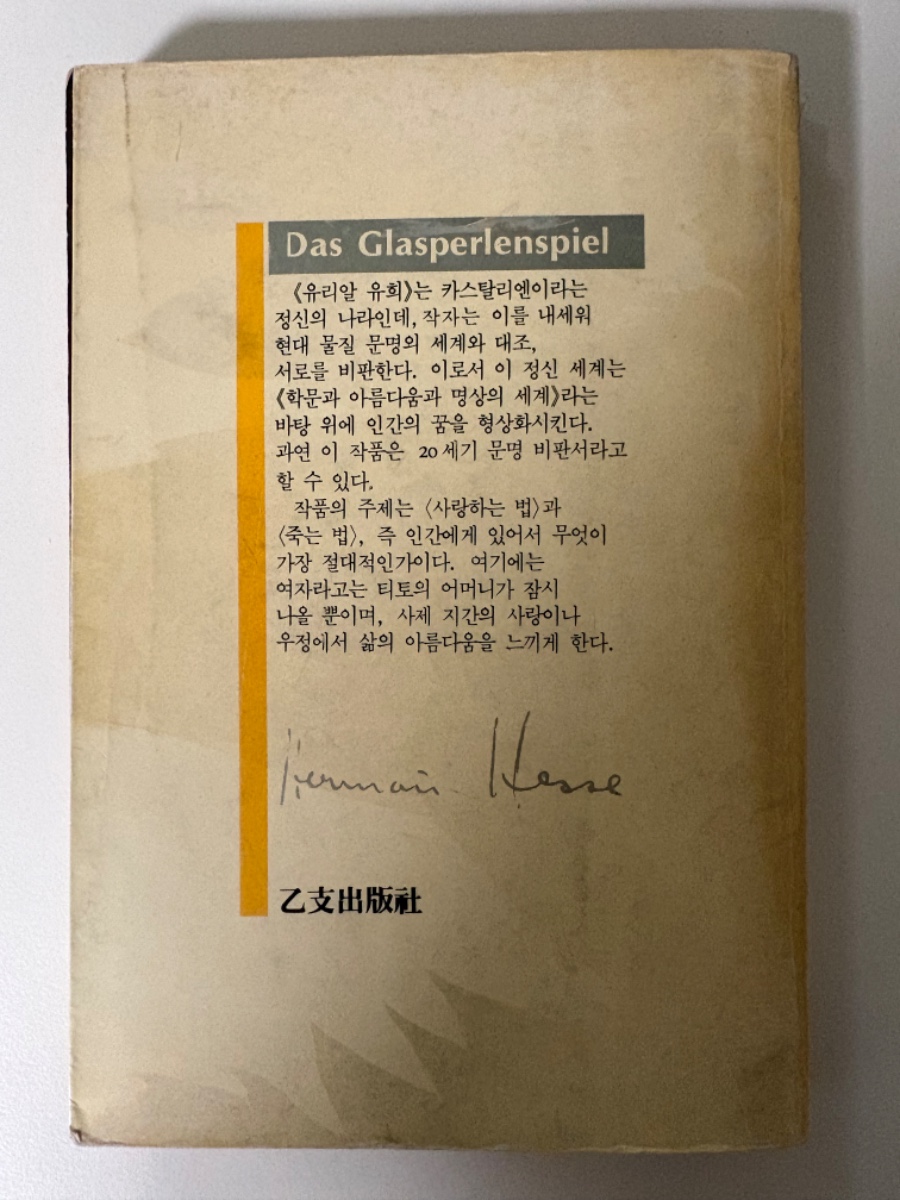 Das Glasperlenspiel
《유리알 유희》는 카스탈리엔이라는
정신의 나라인데, 작자는 이를 내세워
현대 물질 문명의 세계와 대조,
서로를 비판한다. 이로서 이 정신 세계는
《학문과 아름다움과 명상의 세계》라는
바탕 위에 인간의 꿈을 형상화시킨다.
과연 이 작품은 20세기 문명 비판서라고
할 수 있다.
작품의 주제는 〈사랑하는 법〉과
〈죽는 법〉, 즉 인간에게 있어서 무엇이
가장 절대적인가이다. 여기에는
여자라고는 티토의 어머니가 잠시
나올 뿐이며, 사제 지간의 사랑이나
우정에서 삶의 아름다움을 느끼게 한다.
Hermann Hesse
乙支出版社